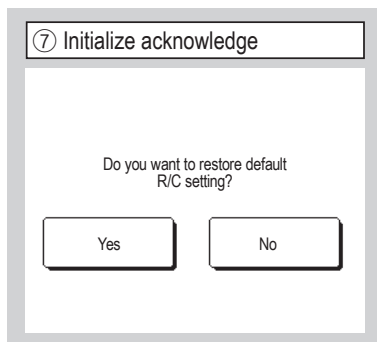 ⑦ Initialize acknowledge
Do you want to restore default
R/C setting?
Yes
No